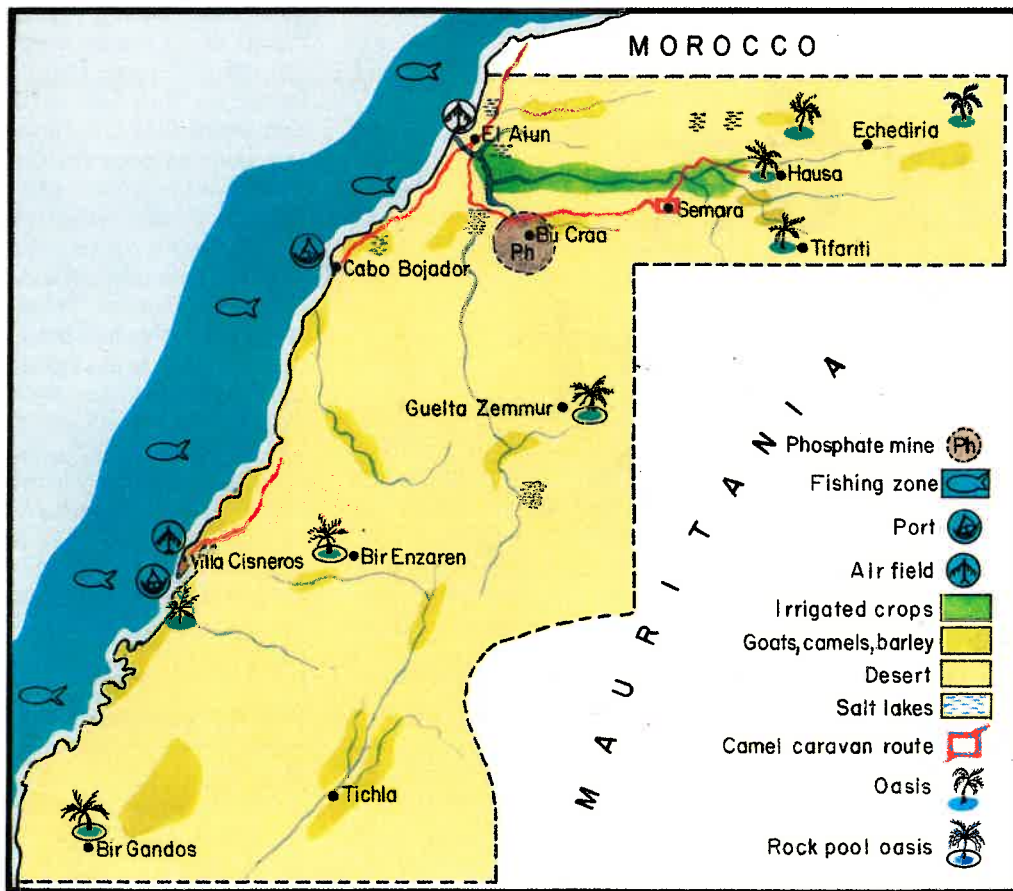 MOROCCO
El Aiun
Echediria
Hausa
Semara
Bu Craa
Ph
Tifariti
Cabo Bojador
Guelta Zemmur
Villa Cisneros
Bir Enzaren
Tichla
Bir Gandos
MAURITANIA
Phosphate mine Ph
Fishing zone
Port
Air field
Irrigated crops
Goats, camels, barley
Desert
Salt lakes
Camel caravan route
Oasis
Rock pool oasis